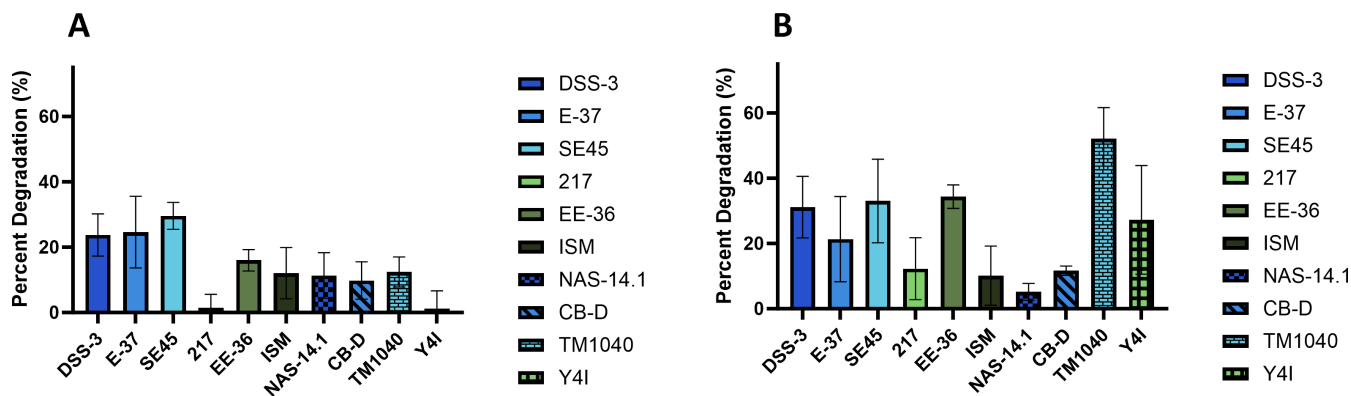 A
Percent Degradation (%)
60
40
20
0
DSS-3
E-37
SE45
217
EE-36
ISM
NAS-14.1
CB-D
TM1040
Y4I
DSS-3
E-37
SE45
217
EE-36
ISM
NAS-14.1
CB-D
TM1040
Y4I
B
Percent Degradation (%)
60
40
20
0
DSS-3
E-37
SE45
217
EE-36
ISM
NAS-14.1
CB-D
TM1040
Y4I
DSS-3
E-37
SE45
217
EE-36
ISM
NAS-14.1
CB-D
TM1040
Y4I